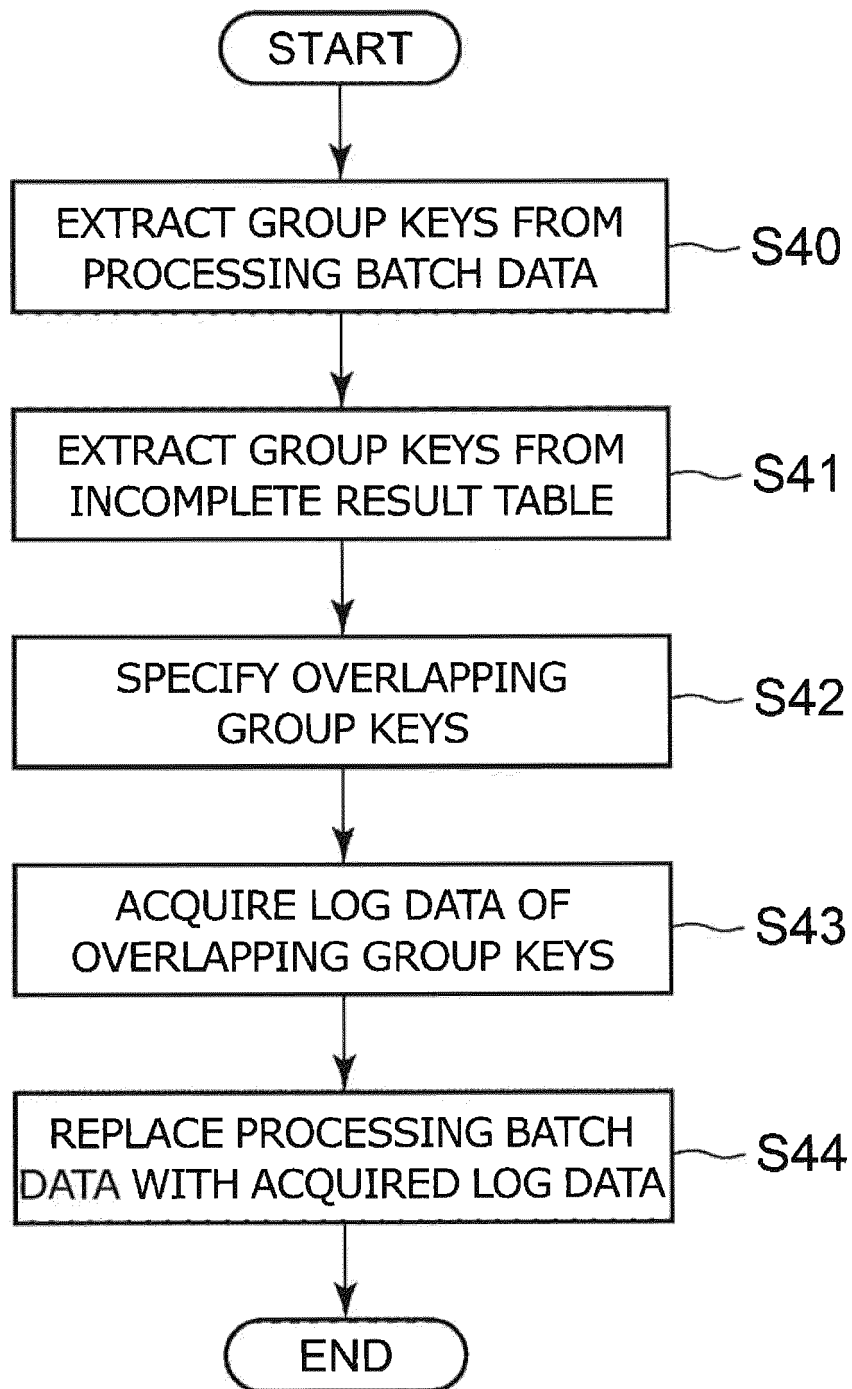 START
EXTRACT GROUP KEYS FROM
PROCESSING BATCH DATA
S40
EXTRACT GROUP KEYS FROM
INCOMPLETE RESULT TABLE
S41
SPECIFY OVERLAPPING
GROUP KEYS
S42
ACQUIRE LOG DATA OF
OVERLAPPING GROUP KEYS
S43
REPLACE PROCESSING BATCH
DATA WITH ACQUIRED LOG DATA
S44
END